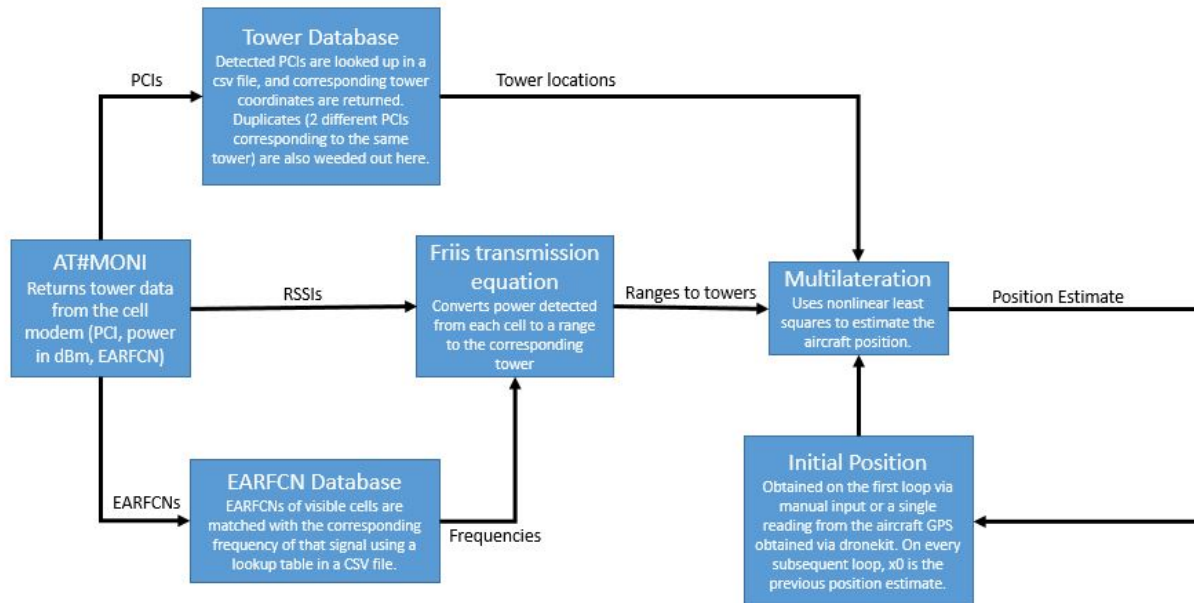 Tower Database
Detected PCIs are looked up in a
csv file, and corresponding tower
coordinates are returned.
Duplicates (2 different PCIs
corresponding to the same
tower) are also weeded out here.
PCIs
Tower locations
AT#MONI
Returns tower data
from the cell
modem (PCI, power
in dBm, EARFCN)
RSSIs
Friis transmission
equation
Converts power detected
from each cell to a range
to the corresponding
tower
Ranges to towers
Multilateration
Uses nonlinear least
squares to estimate the
aircraft position.
Position Estimate
EARFCNs
EARFCN Database
EARFCNs of visible cells are
matched with the corresponding
frequency of that signal using a
lookup table in a CSV file.
Frequencies
Initial Position
Obtained on the first loop via
manual input or a single
reading from the aircraft GPS
obtained via dronekit. On every
subsequent loop, x0 is the
previous position estimate.